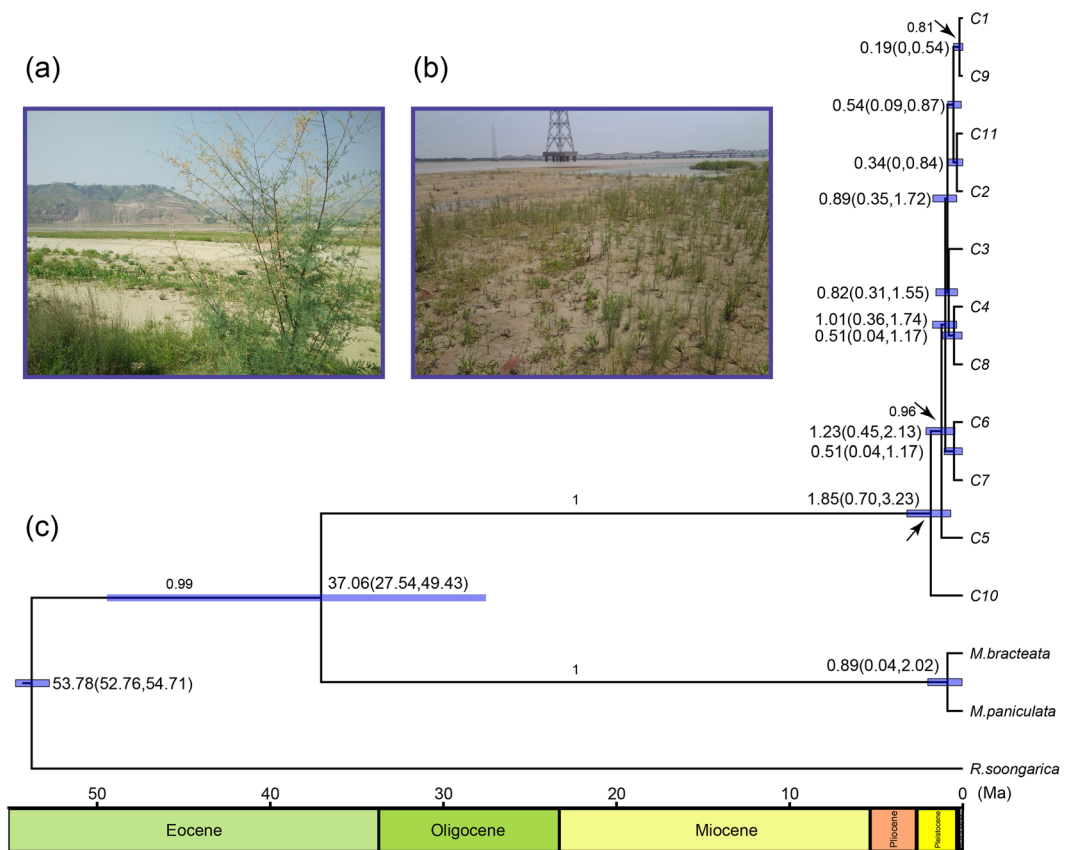 (a)
(b)
(c)
0.81
C1
0.19(0,0.54)
C9
0.54(0.09,0.87)
C11
0.34(0,0.84)
C2
0.89(0.35,1.72)
C3
0.82(0.31,1.55)
C4
1.01(0.36,1.74)
0.51(0.04,1.17)
C8
0.96
C6
1.23(0.45,2.13)
0.51(0.04,1.17)
C7
1
1.85(0.70,3.23)
C5
0.99
37.06(27.54,49.43)
C10
M.bracteata
1
0.89(0.04,2.02)
53.78(52.76,54.71)
M.paniculata
R.soongarica
50 40 30 20 10 0 (Ma)
Eocene Oligocene Miocene Pliocene Pleistocene